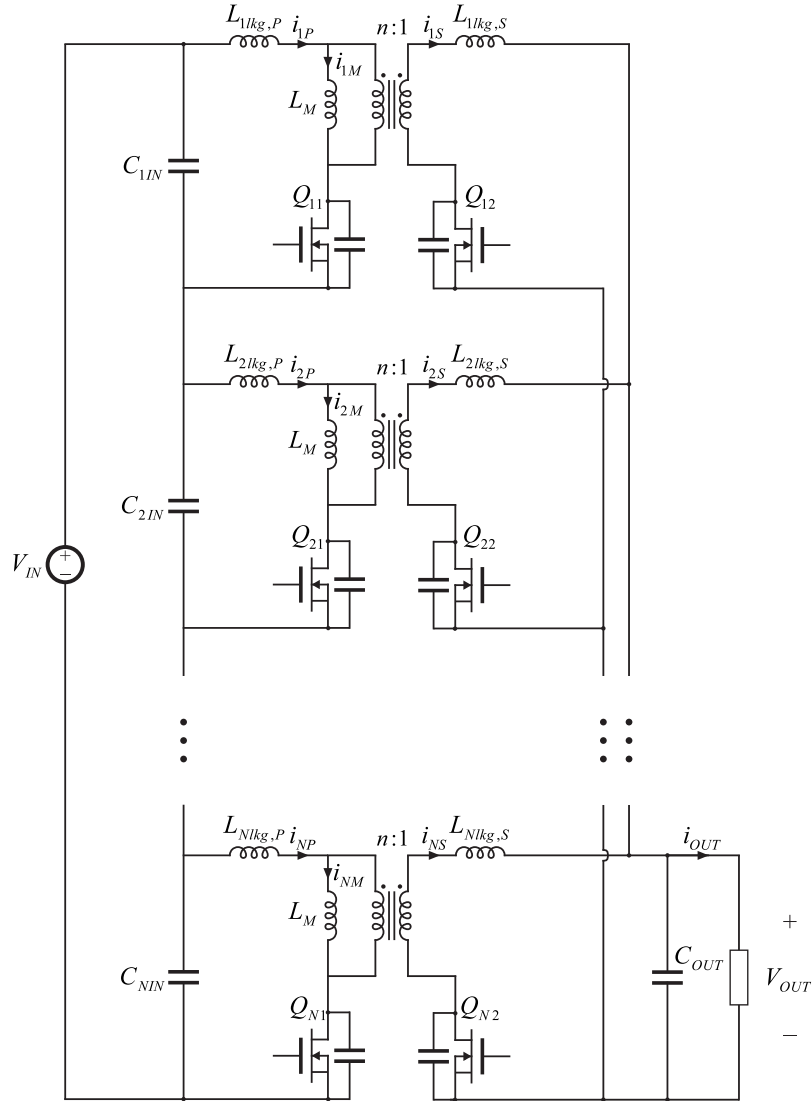 L1lkg,P i1P n:1 i1S L1lkg,S
i1M
LM
C1IN
Q11 Q12
L2lkg,P i2P n:1 i2S L2lkg,S
i2M
LM
C2IN
Q21 Q22
VIN + −
LNlkg,P iNP n:1 iNS LNlkg,S iOUT
iNM
LM +
CNIN COUT VOUT
QN1 QN2
−